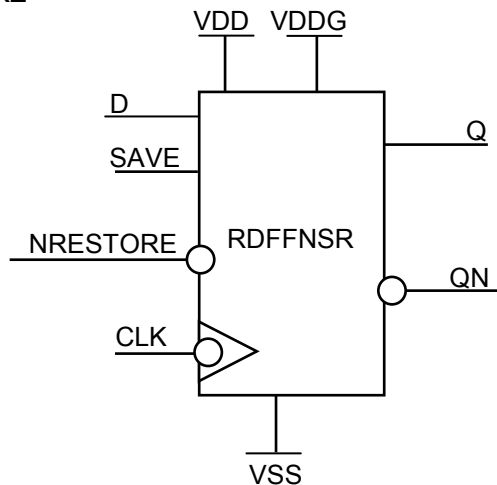 VDD VDDG
D
Q
SAVE
NRESTORE
RDFFNSR
QN
CLK
VSS